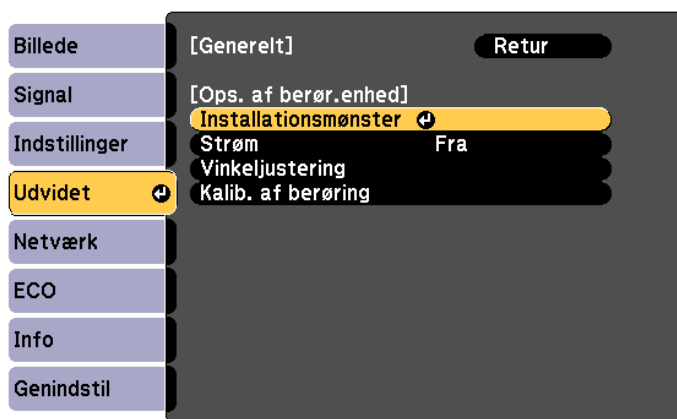 Billede
Signal
Indstillinger
Udvidet
Netværk
ECO
Info
Genindstil
[Generelt] Retur
[Ops. af berør.enhed]
Installationsmønster
Strøm Fra
Vinkeljustering
Kalib. af berøring